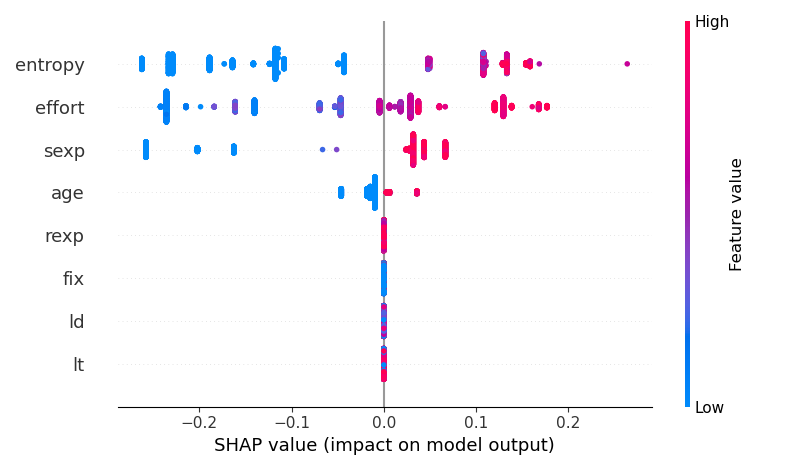 High
entropy
effort
sexp
age
rexp
fix
ld
lt
Feature value
Low
−0.2 −0.1 0.0 0.1 0.2
SHAP value (impact on model output)